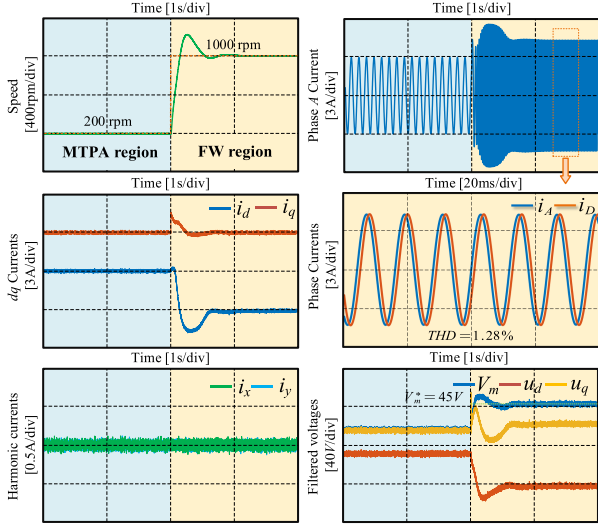 Time [1s/div]
Speed
[400rpm/div]
1000 rpm
200 rpm
MTPA region
FW region
Time [1s/div]
Phase A Current
[3A/div]
Time [1s/div]
dq Currents
[3A/div]
i_d i_q
Time [20ms/div]
Phase Currents
[3A/div]
i_A i_D
THD = 1.28%
Time [1s/div]
Harmonic currents
[0.5A/div]
i_x i_y
Time [1s/div]
Filtered voltages
[40V/div]
V_m u_d u_q
V_m^* = 45V